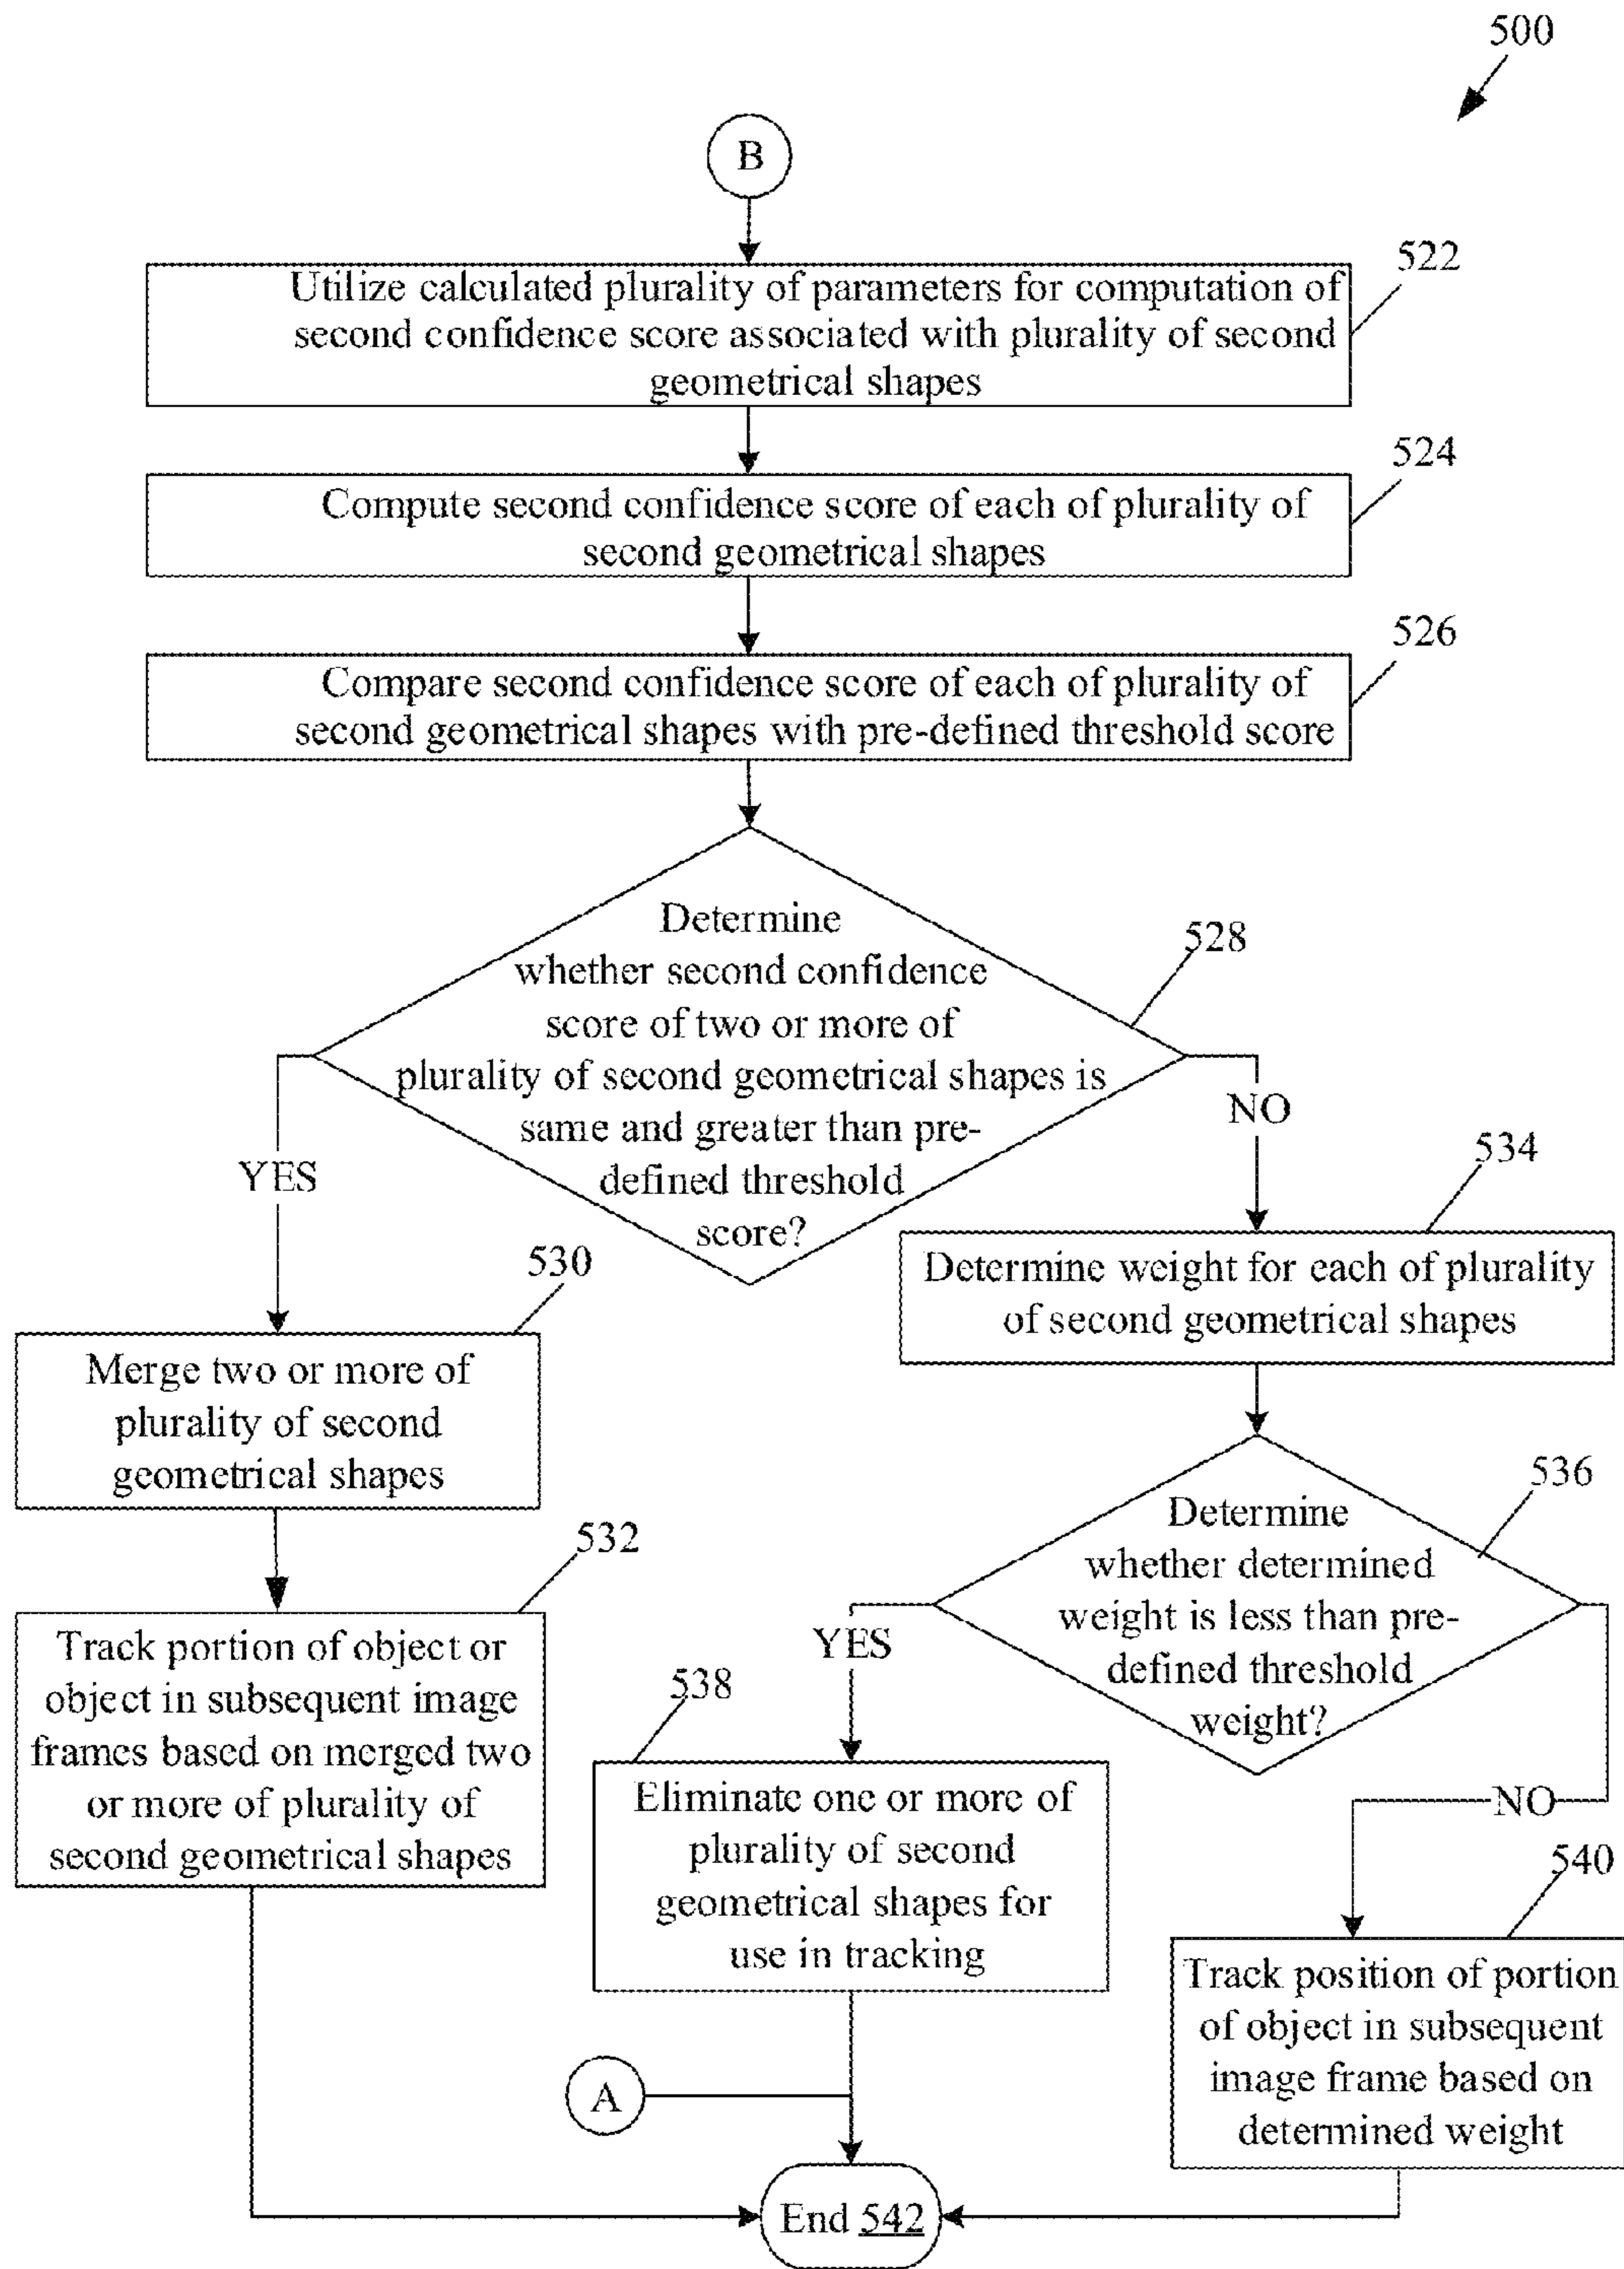 500
B
522
Utilize calculated plurality of parameters for computation of
second confidence score associated with plurality of second
geometrical shapes
524
Compute second confidence score of each of plurality of
second geometrical shapes
526
Compare second confidence score of each of plurality of
second geometrical shapes with pre-defined threshold score
528
Determine
whether second confidence
score of two or more of
plurality of second geometrical shapes is
same and greater than pre-
defined threshold
score?
YES
NO
530
Merge two or more of
plurality of second
geometrical shapes
532
Track portion of object or
object in subsequent image
frames based on merged two
or more of plurality of
second geometrical shapes
534
Determine weight for each of plurality
of second geometrical shapes
536
Determine
whether determined
weight is less than pre-
defined threshold
weight?
YES
NO
538
Eliminate one or more of
plurality of second
geometrical shapes for
use in tracking
540
Track position of portion
of object in subsequent
image frame based on
determined weight
A
End 542